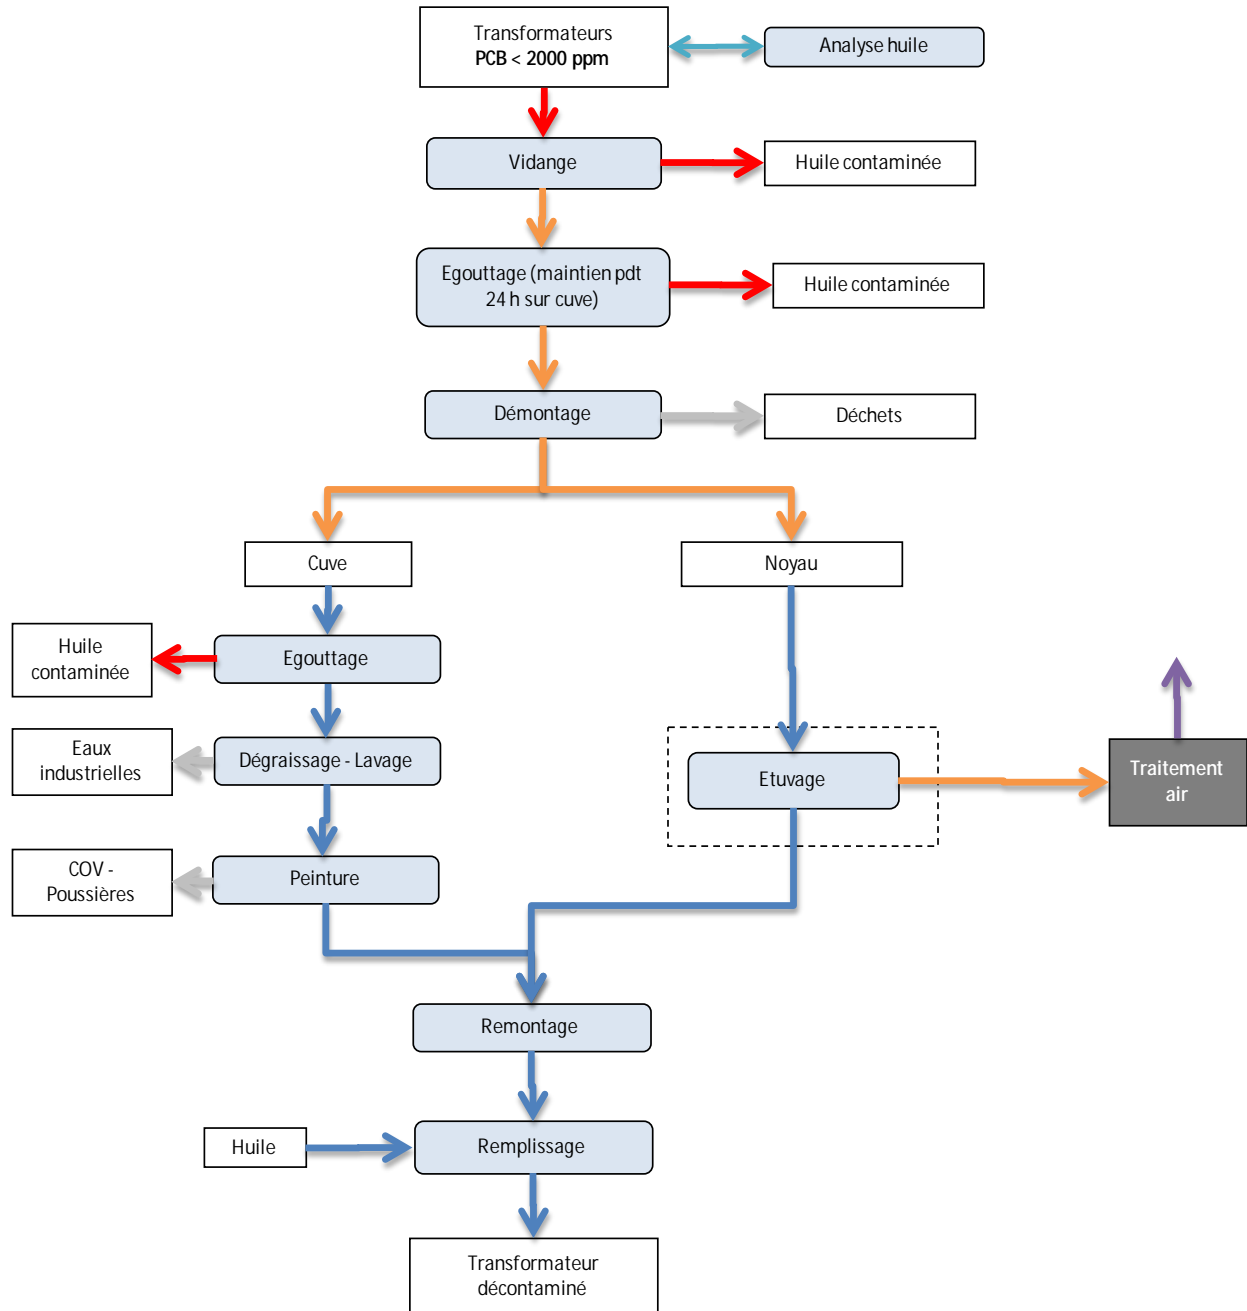 Transformateurs
PCB < 2000 ppm
Analyse huile
Vidange
Huile contaminée
Egouttage (maintien pdt
24 h sur cuve)
Huile contaminée
Démontage
Déchets
Cuve
Noyau
Huile
contaminée
Egouttage
Eaux
industrielles
Dégraissage - Lavage
Etuvage
Traitement
air
COV -
Poussières
Peinture
Remontage
Huile
Remplissage
Transformateur
décontaminé